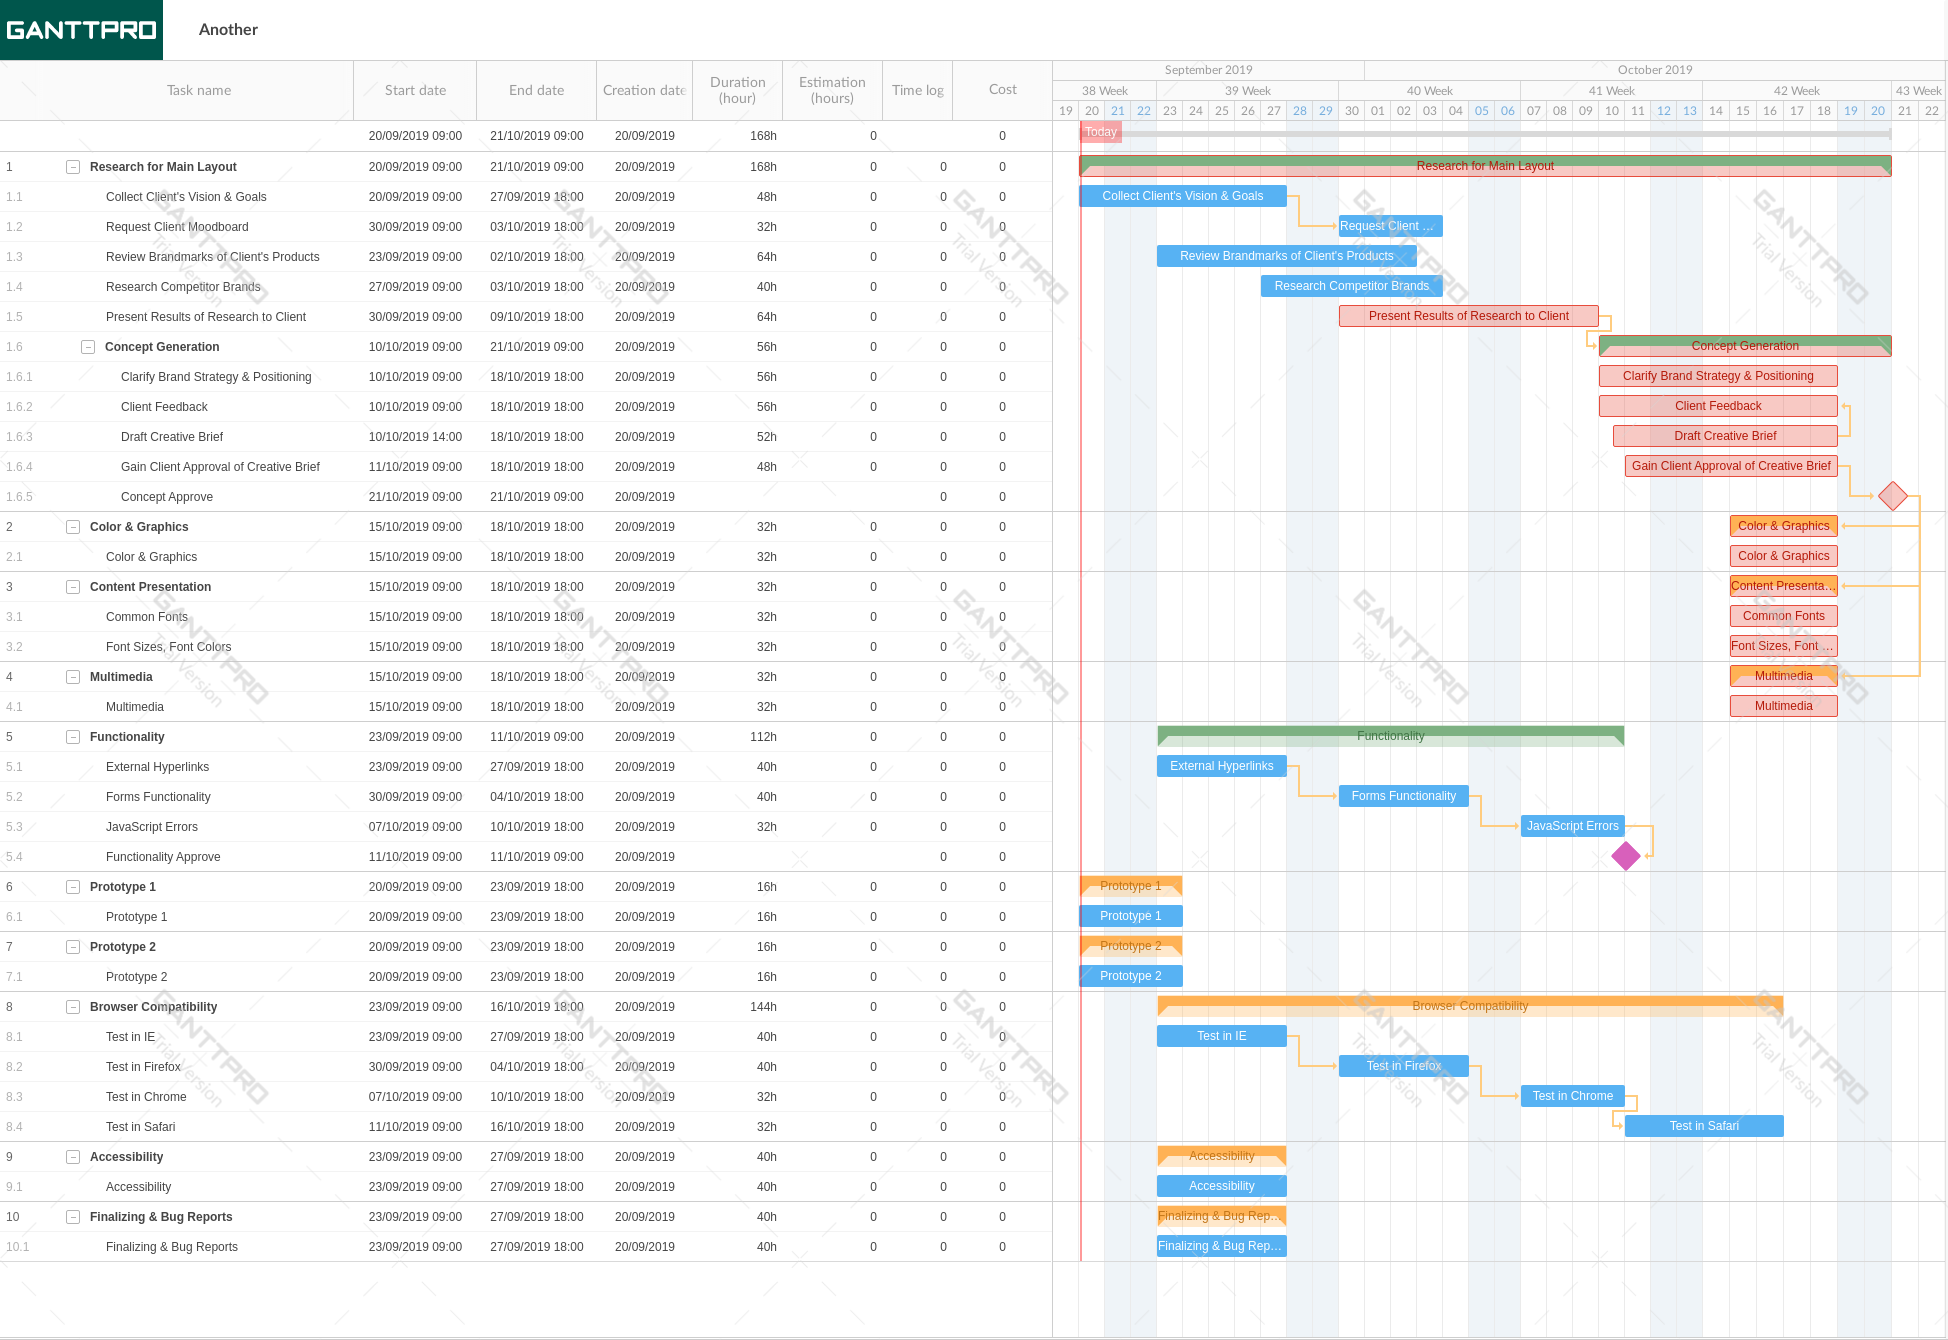 GANTTPRO
Another
Task name Start date End date Creation date Duration (hour) Estimation (hours) Time log Cost
September 2019 October 2019
38 Week 39 Week 40 Week 41 Week 42 Week 43 Week
19 20 21 22 23 24 25 26 27 28 29 30 01 02 03 04 05 06 07 08 09 10 11 12 13 14 15 16 17 18 19 20 21 22
20/09/2019 09:00 21/10/2019 09:00 20/09/2019 168h 0 0 Today
1 Research for Main Layout 20/09/2019 09:00 21/10/2019 09:00 20/09/2019 168h 0 0 0 Research for Main Layout
1.1 Collect Client's Vision & Goals 20/09/2019 09:00 27/09/2019 18:00 20/09/2019 48h 0 0 0 Collect Client's Vision & Goals
1.2 Request Client Moodboard 30/09/2019 09:00 03/10/2019 18:00 20/09/2019 32h 0 0 0 Request Client ...
1.3 Review Brandmarks of Client's Products 23/09/2019 09:00 02/10/2019 18:00 20/09/2019 64h 0 0 0 Review Brandmarks of Client's Products
1.4 Research Competitor Brands 27/09/2019 09:00 03/10/2019 18:00 20/09/2019 40h 0 0 0 Research Competitor Brands
1.5 Present Results of Research to Client 30/09/2019 09:00 09/10/2019 18:00 20/09/2019 64h 0 0 0 Present Results of Research to Client
1.6 Concept Generation 10/10/2019 09:00 21/10/2019 09:00 20/09/2019 56h 0 0 0 Concept Generation
1.6.1 Clarify Brand Strategy & Positioning 10/10/2019 09:00 18/10/2019 18:00 20/09/2019 56h 0 0 0 Clarify Brand Strategy & Positioning
1.6.2 Client Feedback 10/10/2019 09:00 18/10/2019 18:00 20/09/2019 56h 0 0 0 Client Feedback
1.6.3 Draft Creative Brief 10/10/2019 14:00 18/10/2019 18:00 20/09/2019 52h 0 0 0 Draft Creative Brief
1.6.4 Gain Client Approval of Creative Brief 11/10/2019 09:00 18/10/2019 18:00 20/09/2019 48h 0 0 0 Gain Client Approval of Creative Brief
1.6.5 Concept Approve 21/10/2019 09:00 21/10/2019 09:00 20/09/2019 0 0
2 Color & Graphics 15/10/2019 09:00 18/10/2019 18:00 20/09/2019 32h 0 0 0 Color & Graphics
2.1 Color & Graphics 15/10/2019 09:00 18/10/2019 18:00 20/09/2019 32h 0 0 0 Color & Graphics
3 Content Presentation 15/10/2019 09:00 18/10/2019 18:00 20/09/2019 32h 0 0 0 Content Presenta...
3.1 Common Fonts 15/10/2019 09:00 18/10/2019 18:00 20/09/2019 32h 0 0 0 Common Fonts
3.2 Font Sizes, Font Colors 15/10/2019 09:00 18/10/2019 18:00 20/09/2019 32h 0 0 0 Font Sizes, Font ...
4 Multimedia 15/10/2019 09:00 18/10/2019 18:00 20/09/2019 32h 0 0 0 Multimedia
4.1 Multimedia 15/10/2019 09:00 18/10/2019 18:00 20/09/2019 32h 0 0 0 Multimedia
5 Functionality 23/09/2019 09:00 11/10/2019 09:00 20/09/2019 112h 0 0 0 Functionality
5.1 External Hyperlinks 23/09/2019 09:00 27/09/2019 18:00 20/09/2019 40h 0 0 0 External Hyperlinks
5.2 Forms Functionality 30/09/2019 09:00 04/10/2019 18:00 20/09/2019 40h 0 0 0 Forms Functionality
5.3 JavaScript Errors 07/10/2019 09:00 10/10/2019 18:00 20/09/2019 32h 0 0 0 JavaScript Errors
5.4 Functionality Approve 11/10/2019 09:00 11/10/2019 09:00 20/09/2019 0 0
6 Prototype 1 20/09/2019 09:00 23/09/2019 18:00 20/09/2019 16h 0 0 0 Prototype 1
6.1 Prototype 1 20/09/2019 09:00 23/09/2019 18:00 20/09/2019 16h 0 0 0 Prototype 1
7 Prototype 2 20/09/2019 09:00 23/09/2019 18:00 20/09/2019 16h 0 0 0 Prototype 2
7.1 Prototype 2 20/09/2019 09:00 23/09/2019 18:00 20/09/2019 16h 0 0 0 Prototype 2
8 Browser Compatibility 23/09/2019 09:00 16/10/2019 18:00 20/09/2019 144h 0 0 0 Browser Compatibility
8.1 Test in IE 23/09/2019 09:00 27/09/2019 18:00 20/09/2019 40h 0 0 0 Test in IE
8.2 Test in Firefox 30/09/2019 09:00 04/10/2019 18:00 20/09/2019 40h 0 0 0 Test in Firefox
8.3 Test in Chrome 07/10/2019 09:00 10/10/2019 18:00 20/09/2019 32h 0 0 0 Test in Chrome
8.4 Test in Safari 11/10/2019 09:00 16/10/2019 18:00 20/09/2019 32h 0 0 0 Test in Safari
9 Accessibility 23/09/2019 09:00 27/09/2019 18:00 20/09/2019 40h 0 0 0 Accessibility
9.1 Accessibility 23/09/2019 09:00 27/09/2019 18:00 20/09/2019 40h 0 0 0 Accessibility
10 Finalizing & Bug Reports 23/09/2019 09:00 27/09/2019 18:00 20/09/2019 40h 0 0 0 Finalizing & Bug Rep...
10.1 Finalizing & Bug Reports 23/09/2019 09:00 27/09/2019 18:00 20/09/2019 40h 0 0 0 Finalizing & Bug Rep...
GANTTPRO
Trial Version